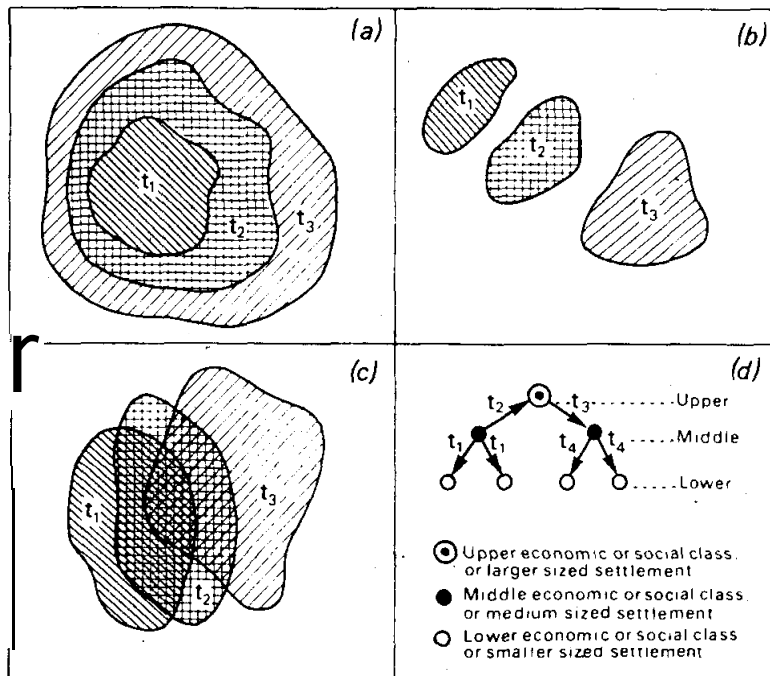 (a)
t1
t2
t3
(b)
t1
t2
t3
r
(c)
t1
t2
t3
(d)
t2 t3 ......Upper
t1 t1 t4 t4 ....Middle
.....Lower
Upper economic or social class
or larger sized settlement
Middle economic or social class
or medium sized settlement
Lower economic or social class
or smaller sized settlement